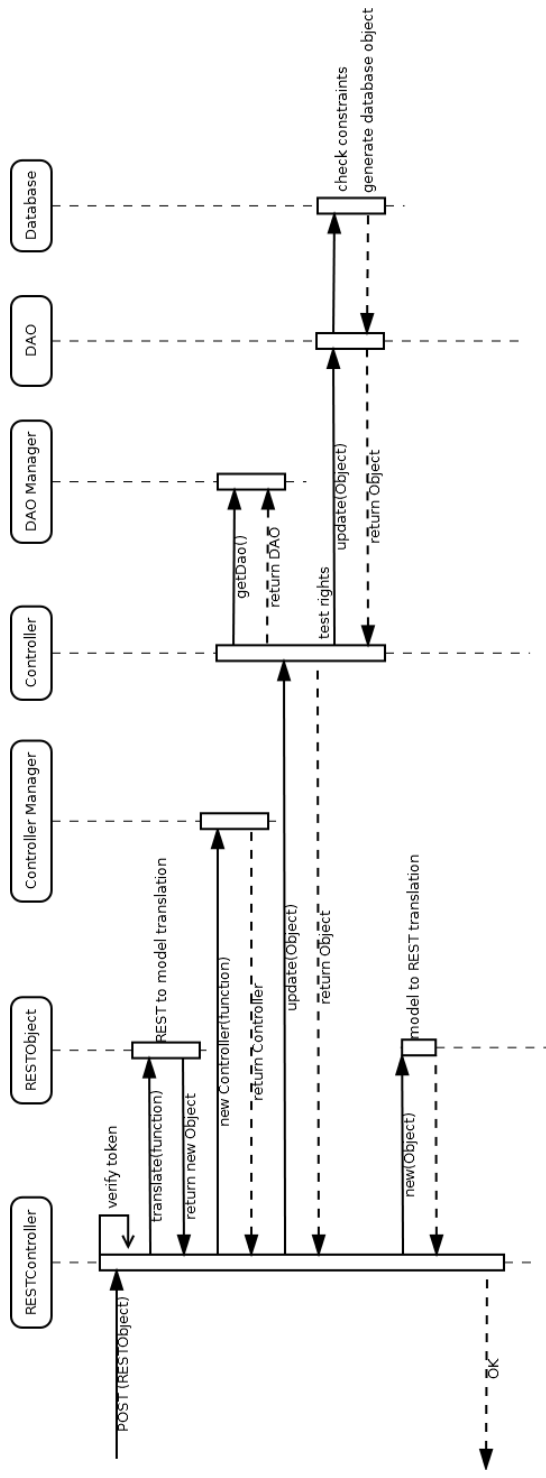 RESTController
RESTObject
Controller Manager
Controller
DAO Manager
DAO
Database
POST (RESTObject)
verify token
translate(function)
REST to model translation
return new Object
new Controller(function)
return Controller
getDao()
return DAO
update(Object)
return Object
test rights
update(Object)
check constraints
generate database object
return Object
new(Object)
model to REST translation
OK